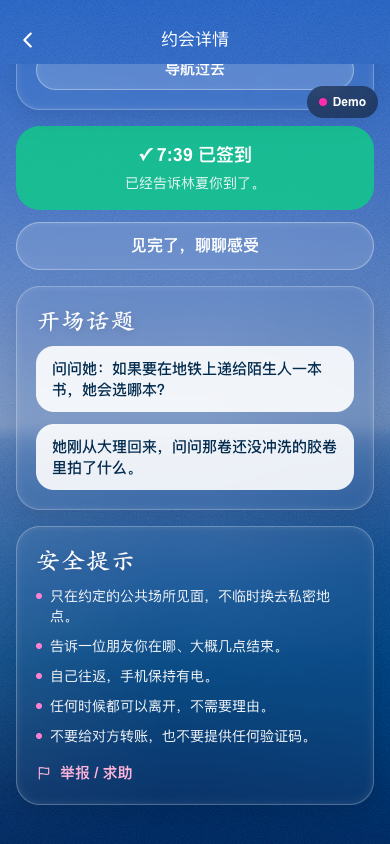 约会详情
导航过去
Demo
✓ 7:39 已签到
已经告诉林夏你到了。
见完了，聊聊感受
开场话题
问问她：如果要在地铁上递给陌生人一本
书，她会选哪本？
她刚从大理回来，问问那卷还没冲洗的胶卷
里拍了什么。
安全提示
只在约定的公共场所见面，不临时换去私密地
点。
告诉一位朋友你在哪、大概几点结束。
自己往返，手机保持有电。
任何时候都可以离开，不需要理由。
不要给对方转账，也不要提供任何验证码。
举报 / 求助